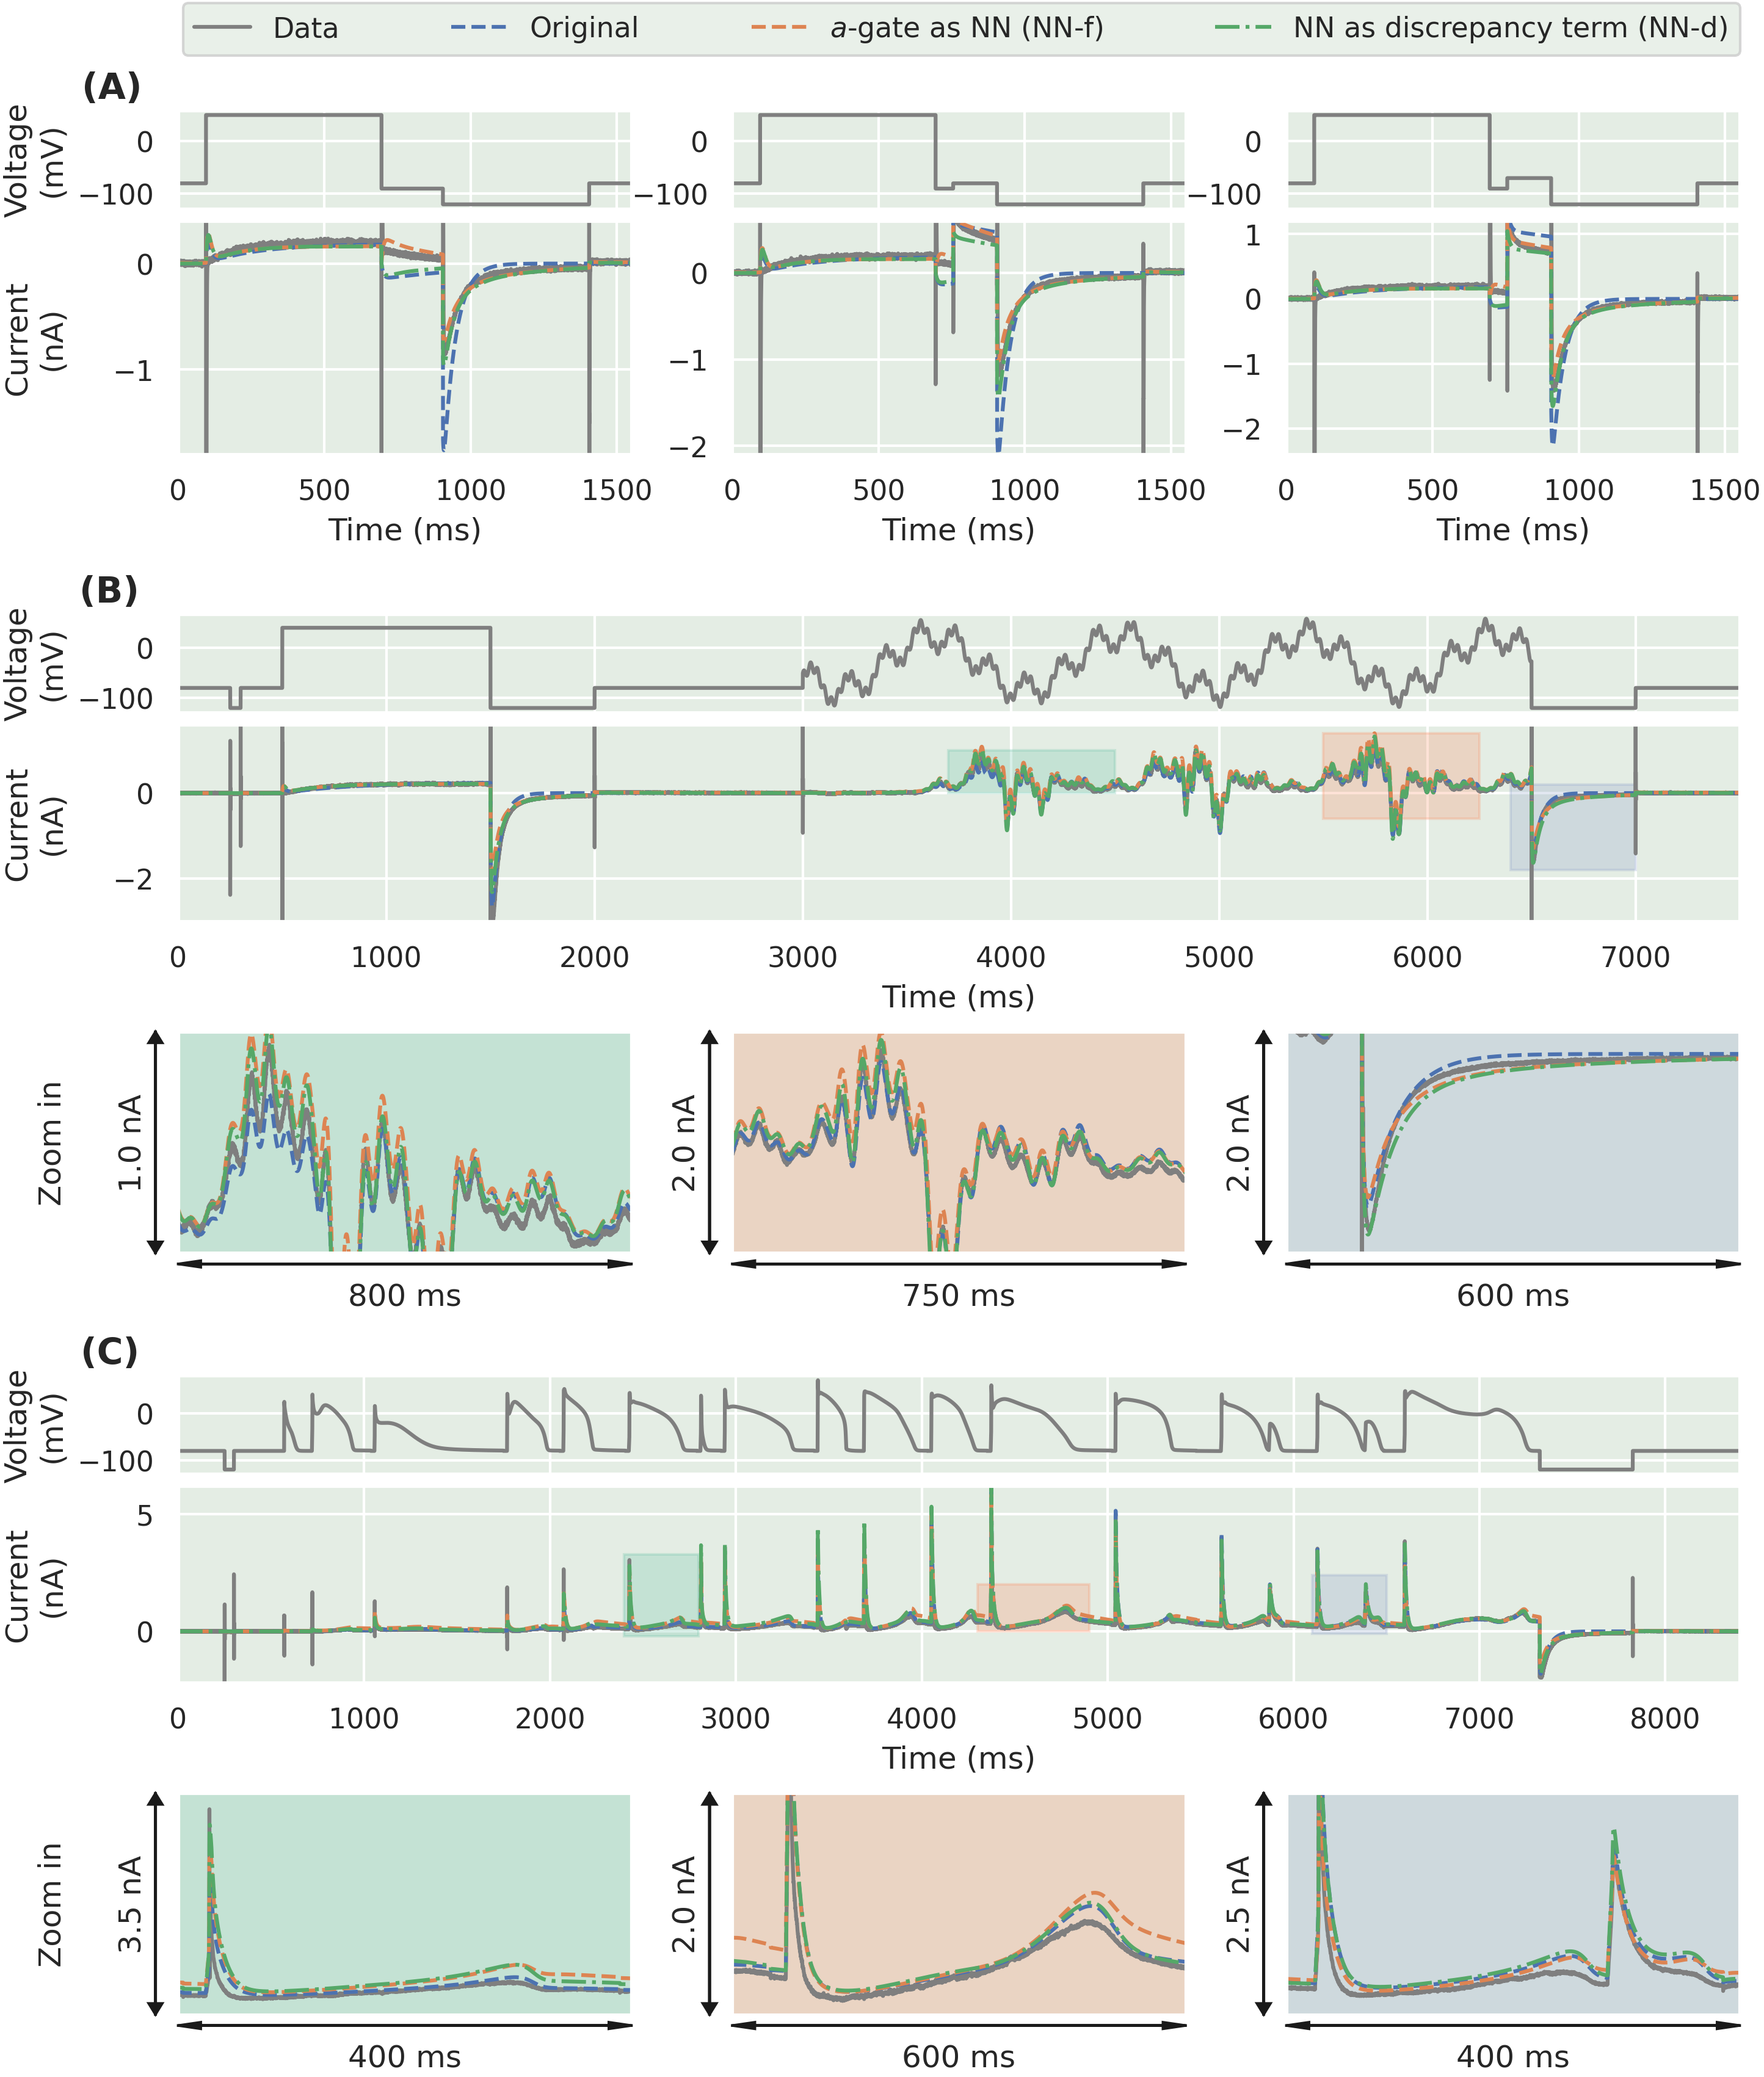 Data Original a-gate as NN (NN-f) NN as discrepancy term (NN-d)
(A)
Voltage
(mV)
0
−100
0
−100
0
−100
Current
(nA)
0
−1
0
−1
−2
1
0
−1
−2
0 500 1000 1500
0 500 1000 1500
0 500 1000 1500
Time (ms)
Time (ms)
Time (ms)
(B)
Voltage
(mV)
0
−100
Current
(nA)
0
−2
0 1000 2000 3000 4000 5000 6000 7000
Time (ms)
Zoom in
1.0 nA
800 ms
2.0 nA
750 ms
2.0 nA
600 ms
(C)
Voltage
(mV)
0
−100
Current
(nA)
5
0
0 1000 2000 3000 4000 5000 6000 7000 8000
Time (ms)
Zoom in
3.5 nA
400 ms
2.0 nA
600 ms
2.5 nA
400 ms